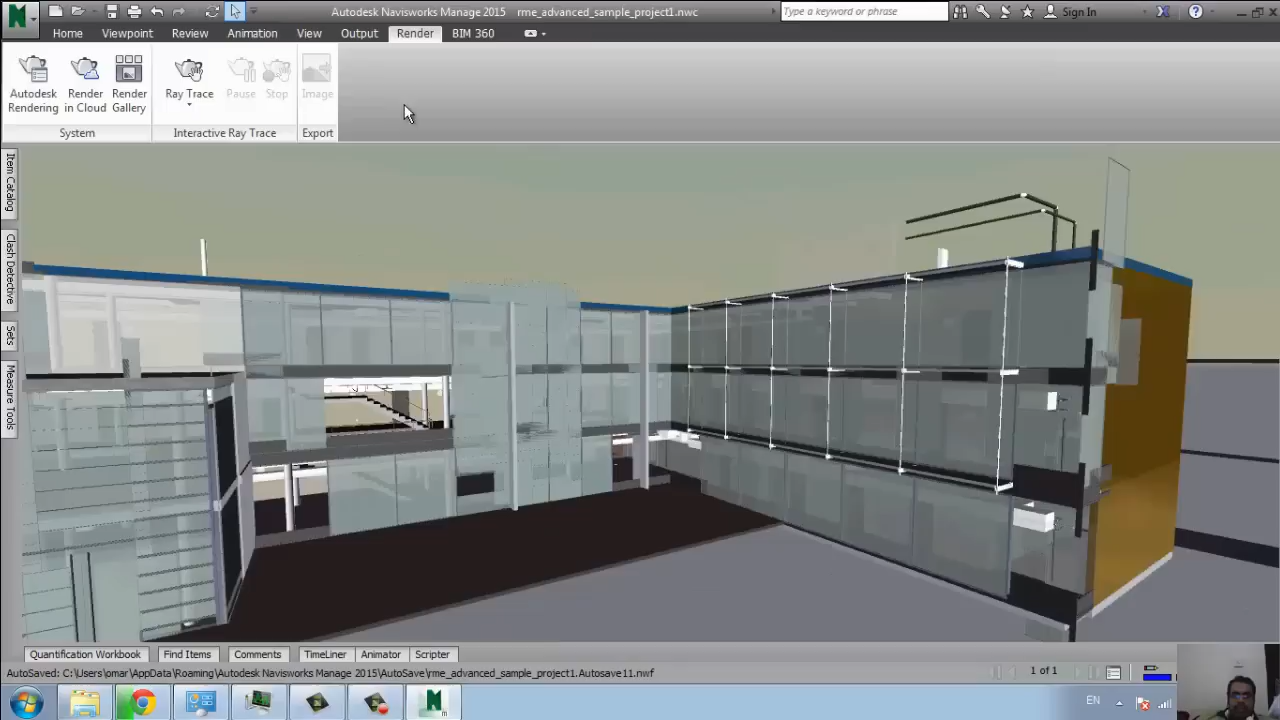 Autodesk Navisworks Manage 2015 rme_advanced_sample_project1.nwc
Type a keyword or phrase
Sign In
Home Viewpoint Review Animation View Output Render BIM 360
Autodesk Rendering
Render in Cloud
Render Gallery
Ray Trace
Pause
Stop
Image
System
Interactive Ray Trace
Export
Item Catalog
Clash Detective
Sets
Measure Tools
Quantification Workbook
Find Items
Comments
TimeLiner
Animator
Scripter
AutoSaved: C:\Users\omar\AppData\Roaming\Autodesk Navisworks Manage 2015\AutoSave\rme_advanced_sample_project1.Autosave11.nwf
1 of 1
EN